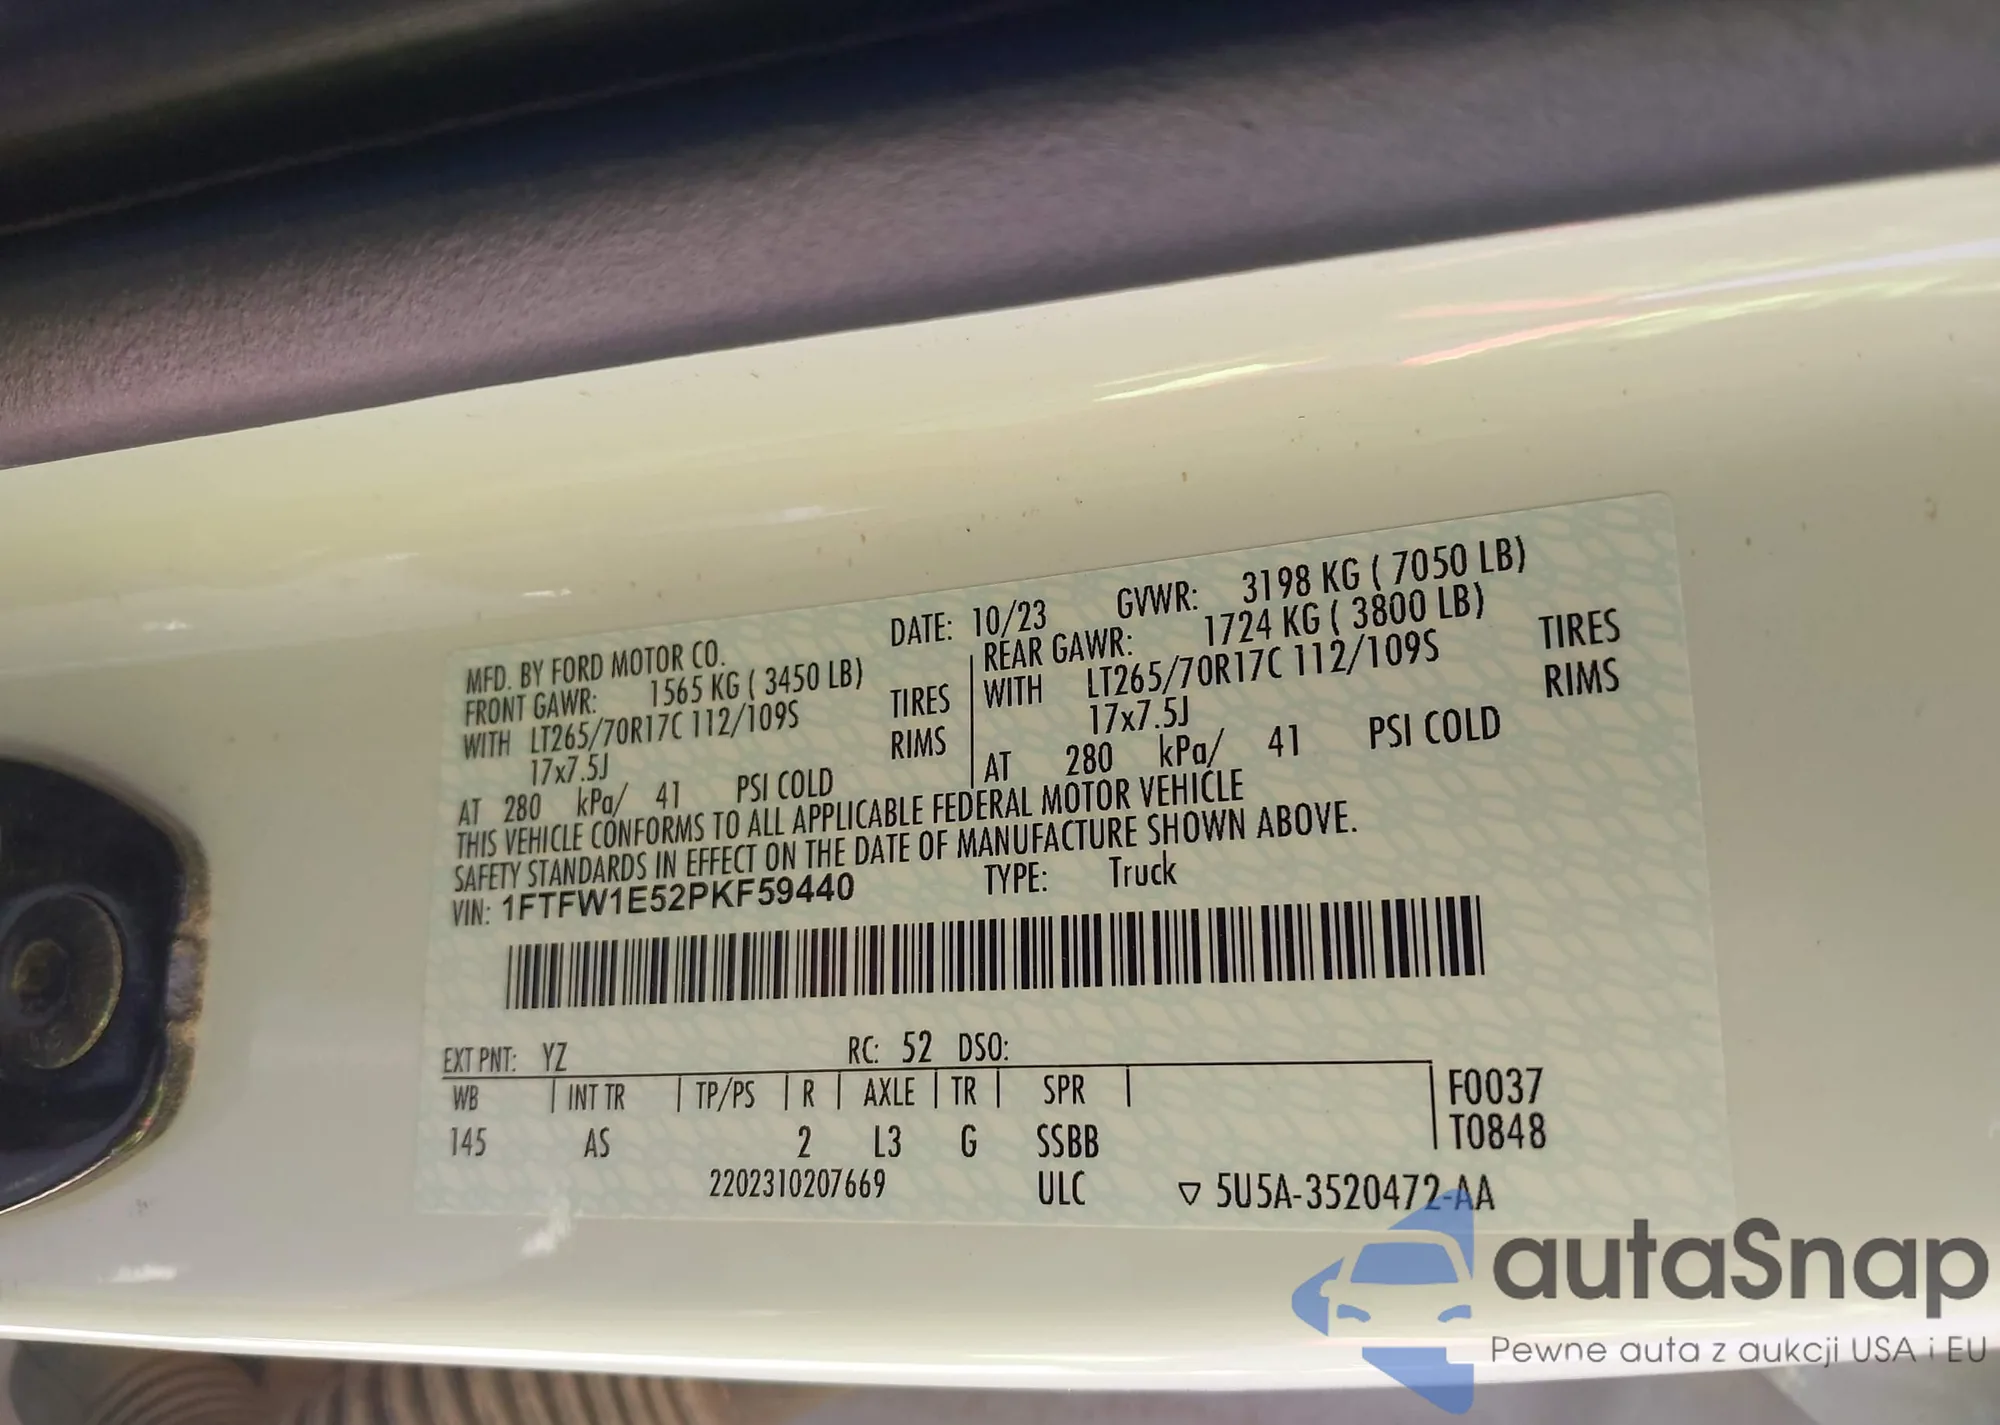 MFD. BY FORD MOTOR CO. DATE: 10/23 GVWR: 3198 KG ( 7050 LB)
FRONT GAWR: 1565 KG ( 3450 LB) REAR GAWR: 1724 KG ( 3800 LB)
WITH LT265/70R17C 112/109S TIRES WITH LT265/70R17C 112/109S TIRES
17x7.5J RIMS 17x7.5J RIMS
AT 280 kPa/ 41 PSI COLD AT 280 kPa/ 41 PSI COLD
THIS VEHICLE CONFORMS TO ALL APPLICABLE FEDERAL MOTOR VEHICLE
SAFETY STANDARDS IN EFFECT ON THE DATE OF MANUFACTURE SHOWN ABOVE.
VIN: 1FTFW1E52PKF59440 TYPE: Truck
EXT PNT: YZ RC: 52 DSO:
WB | INT TR | TP/PS | R | AXLE | TR | SPR | F0037
145 AS 2 L3 G SSBB T0848
2202310207669 ULC ▽ 5U5A-3520472-AA
autaSnap
Pewne auta z aukcji USA i EU